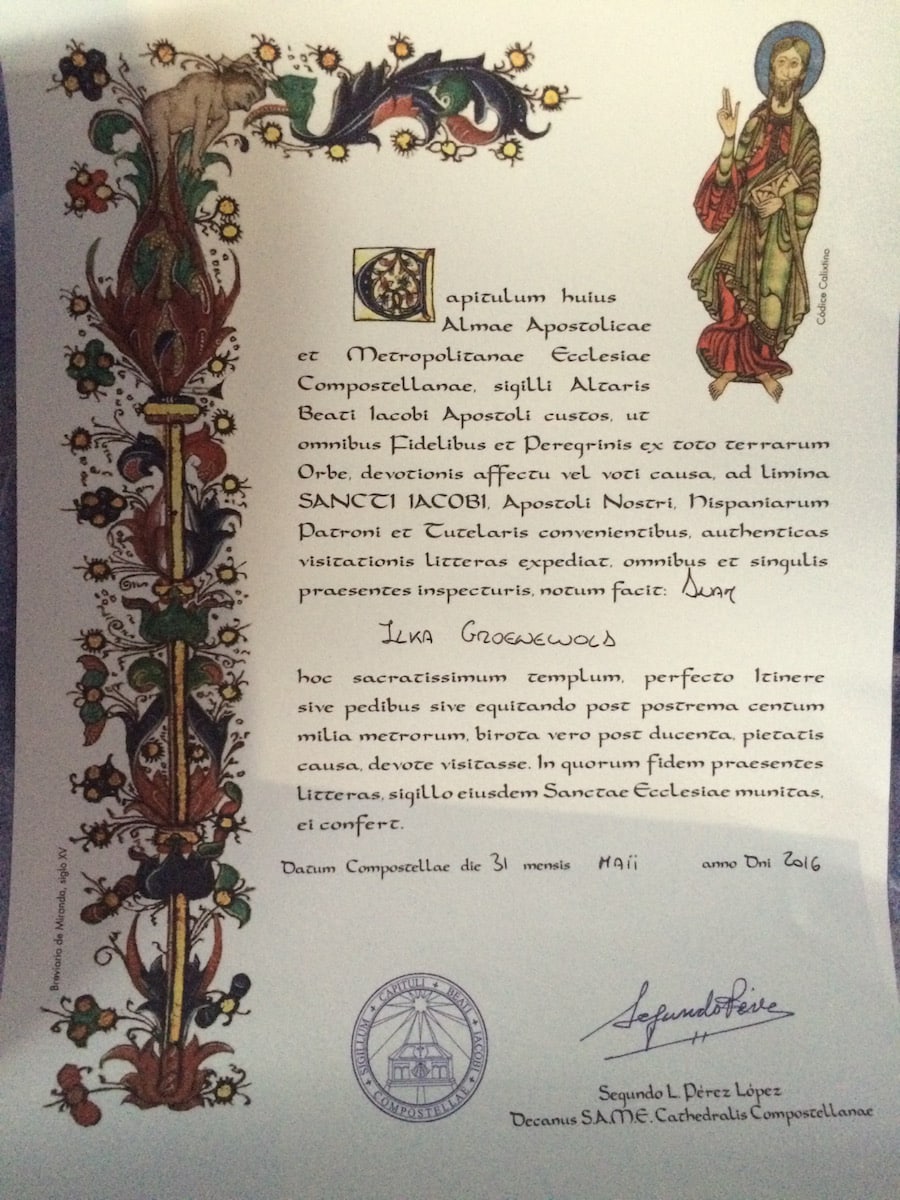 Capitulum huius
Almae Apostolicae
et Metropolitanae Ecclesiae
Compostellanae, sigilli Altaris
Beati Iacobi Apostoli custos, ut
omnibus Fidelibus et Peregrinis ex toto terrarum
Orbe, devotionis affectu vel voti causa, ad limina
SANCTI IACOBI, Apostoli Nostri, Hispaniarum
Patroni et Tutelaris convenientibus, authenticas
visitationis litteras expediat, omnibus et singulis
praesentes inspecturis, notum facit:
ILKA GROENEWOLD
hoc sacratissimum templum, perfecto Itinere
sive pedibus sive equitando post postrema centum
milia metrorum, birota vero post ducenta, pietatis
causa, devote visitasse. In quorum fidem praesentes
litteras, sigillo eiusdem Sanctae Ecclesiae munitas,
ei confert.
Datum Compostellae die 31 mensis MAii anno Dni 2016
SIGILLUM CAPITULI BEATI JACOBI COMPOSTELLAE
Segundo L. Pérez López
Decanus S.A.M.E. Cathedralis Compostellanae
Códice Calixtino
Breviario de Miranda, siglo XV